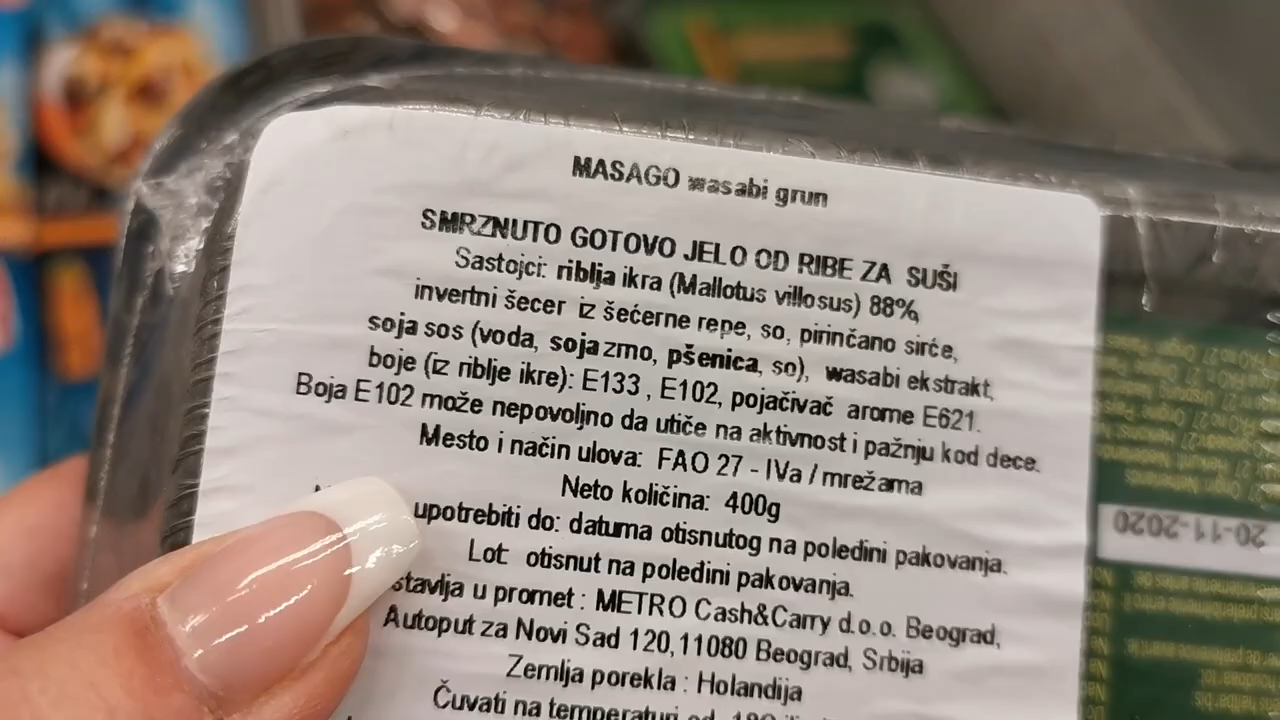 MASAGO wasabi grun
SMRZNUTO GOTOVO JELO OD RIBE ZA SUŠI
Sastojci: riblja ikra (Mallotus villosus) 88%,
invertni šecer iz šećerne repe, so, pirinčano sirće,
soja sos (voda, soja zrno, pšenica, so), wasabi ekstrakt,
boje (iz riblje ikre): E133, E102, pojačivač arome E621.
Boja E102 može nepovoljno da utiče na aktivnost i pažnju kod dece.
Mesto i način ulova: FAO 27 - IVa / mrežama
Neto količina: 400g
upotrebiti do: datuma otisnutog na poleđini pakovanja.
Lot: otisnut na poleđini pakovanja.
stavlja u promet : METRO Cash&Carry d.o.o. Beograd,
Autoput za Novi Sad 120, 11080 Beograd, Srbija
Zemlja porekla : Holandija
Čuvati na temperaturi od
20-11-2020